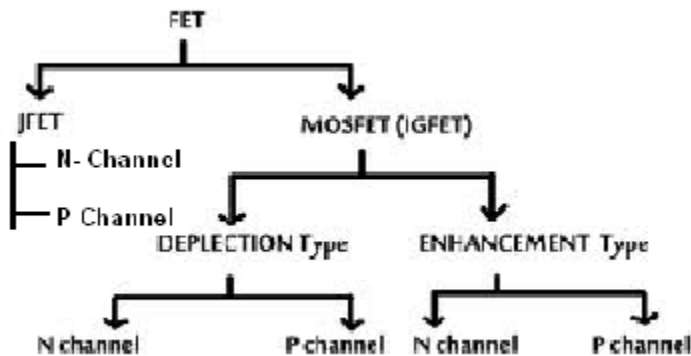 FET
JFET
MOSFET (IGFET)
N- Channel
P Channel
DEPLECTION Type
ENHANCEMENT Type
N channel
P-channel
N channel
P channel